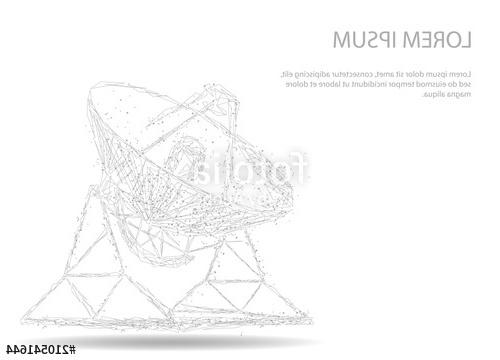 LOREM IPSUM
Lorem ipsum dolor sit amet, consectetur adipiscing elit,
sed do eiusmod tempor incididunt ut labore et dolore
magna aliqua.
fotolia
#210541644